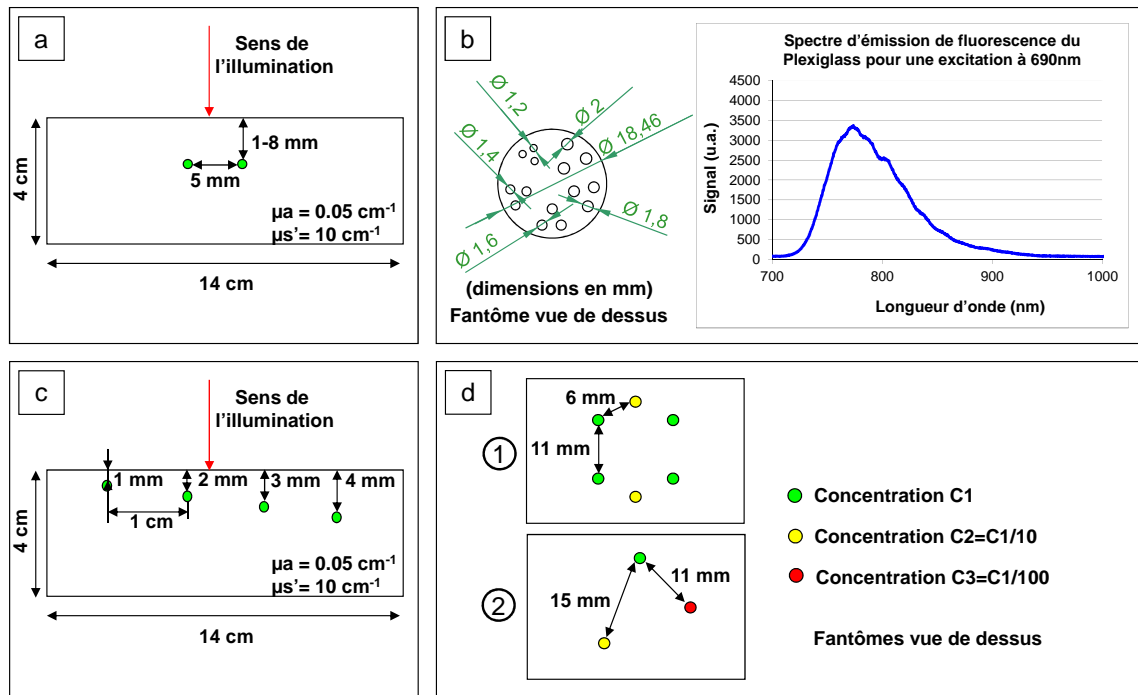 a
Sens de
l’illumination
1-8 mm
5 mm
4 cm
µa = 0.05 cm-1
µs’= 10 cm-1
14 cm
b
Ø 1,2
Ø 2
Ø 18,46
Ø 1,4
Ø 1,8
Ø 1,6
(dimensions en mm)
Fantôme vue de dessus
Spectre d’émission de fluorescence du
Plexiglass pour une excitation à 690nm
Signal (u.a.)
4500
4000
3500
3000
2500
2000
1500
1000
500
0
700 800 900 1000
Longueur d’onde (nm)
c
Sens de
l’illumination
1 mm 2 mm 3 mm 4 mm
1 cm
4 cm
µa = 0.05 cm-1
µs’= 10 cm-1
14 cm
d
1
6 mm
11 mm
2
15 mm
11 mm
Concentration C1
Concentration C2=C1/10
Concentration C3=C1/100
Fantômes vue de dessus